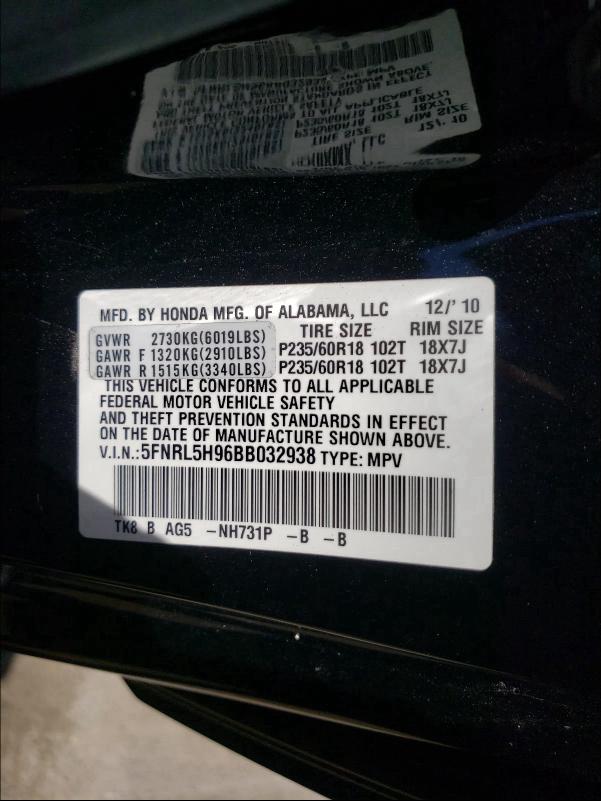 MFD. BY HONDA MFG. OF ALABAMA, LLC 12/' 10
GVWR 2730KG(6019LBS) TIRE SIZE RIM SIZE
GAWR F 1320KG(2910LBS) P235/60R18 102T 18X7J
GAWR R 1515KG(3340LBS) P235/60R18 102T 18X7J
THIS VEHICLE CONFORMS TO ALL APPLICABLE
FEDERAL MOTOR VEHICLE SAFETY
AND THEFT PREVENTION STANDARDS IN EFFECT
ON THE DATE OF MANUFACTURE SHOWN ABOVE.
V.I.N.:5FNRL5H96BB032938 TYPE: MPV
TK8 B AG5 -NH731P -B -B